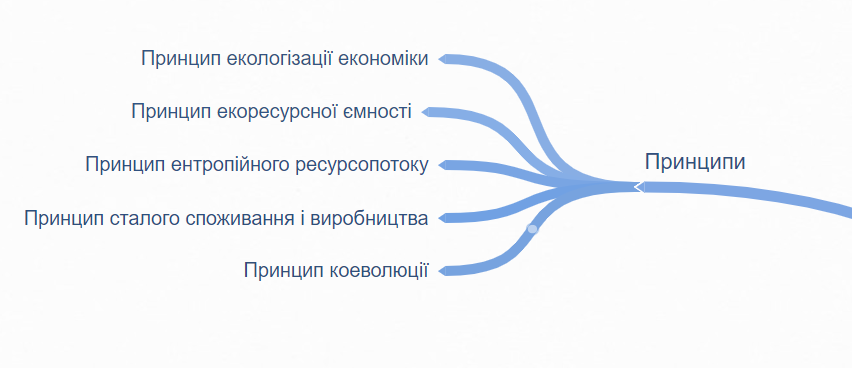 Принцип екологізації економіки
Принцип екоресурсної ємності
Принцип ентропійного ресурсопотоку
Принцип сталого споживання і виробництва
Принцип коеволюції
Принципи